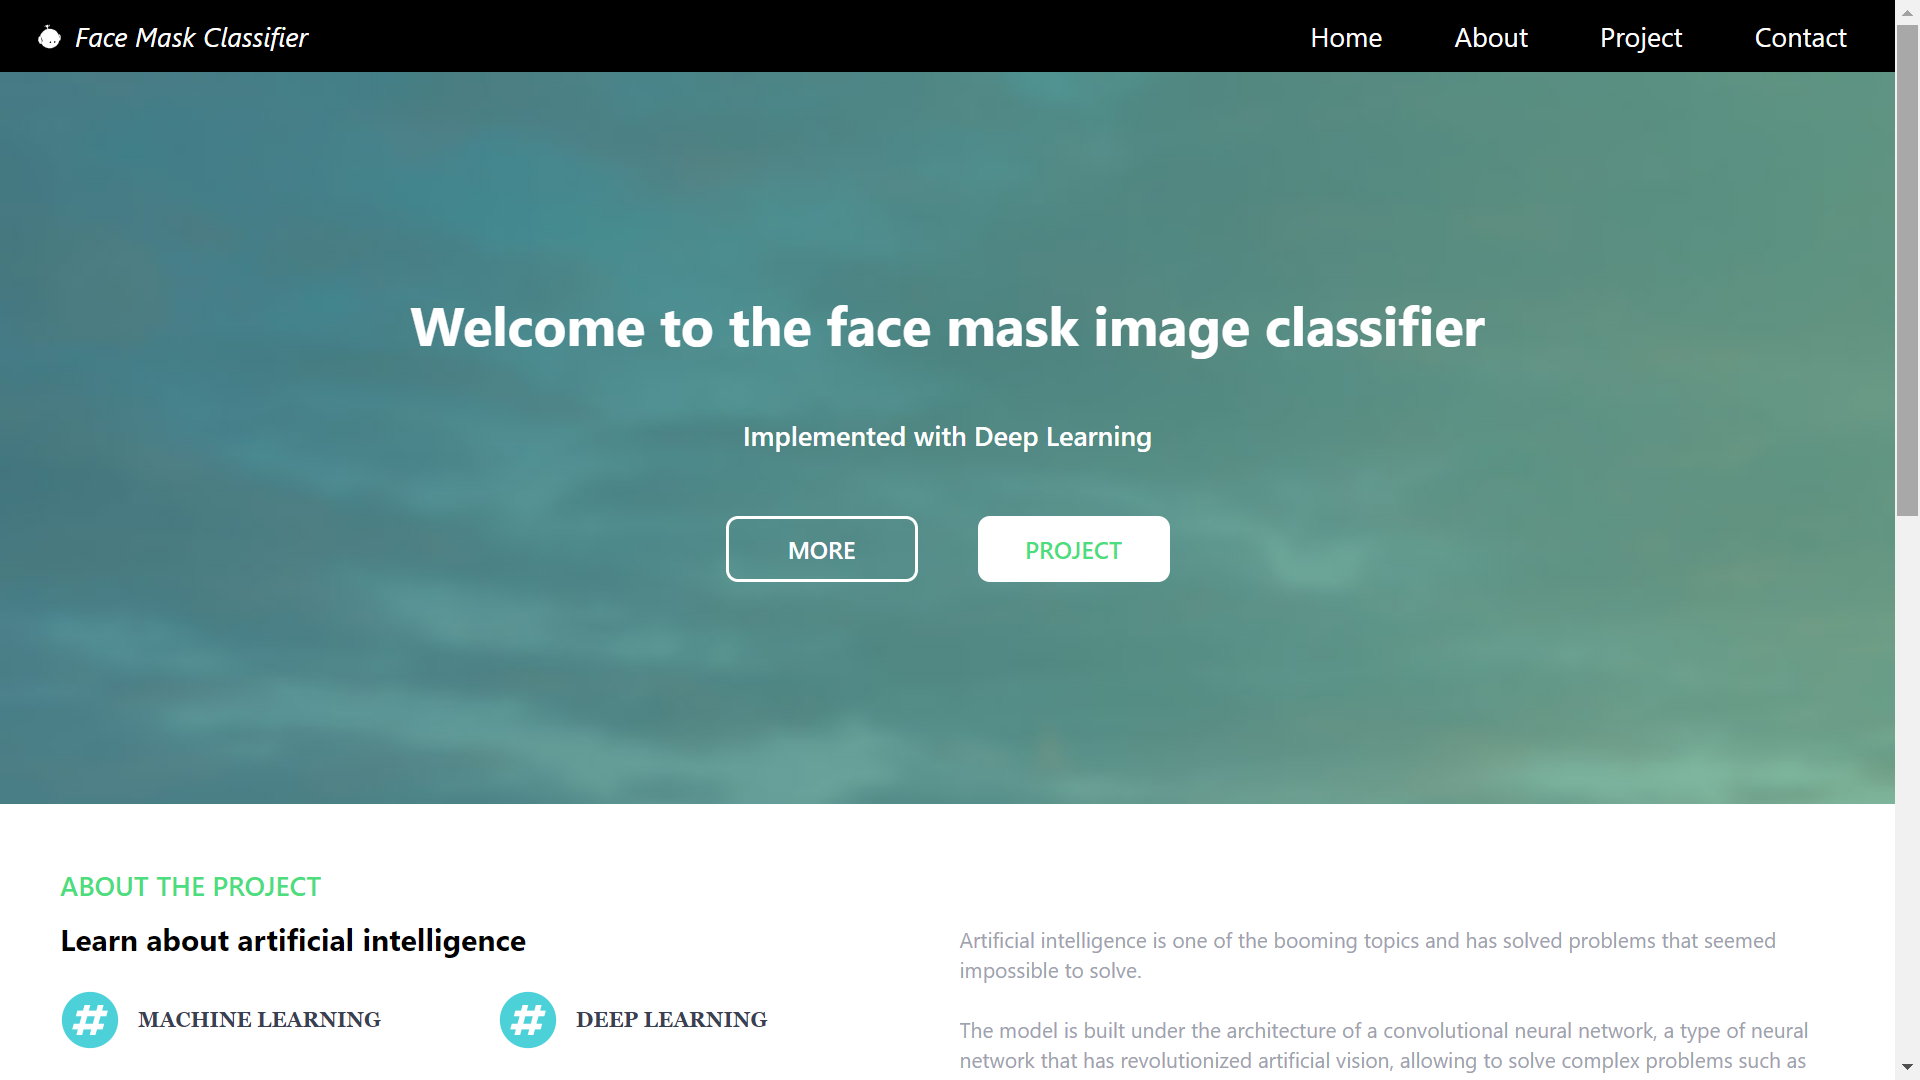 Face Mask Classifier
Home
About
Project
Contact
Welcome to the face mask image classifier
Implemented with Deep Learning
MORE
PROJECT
ABOUT THE PROJECT
Learn about artificial intelligence
# MACHINE LEARNING
# DEEP LEARNING
Artificial intelligence is one of the booming topics and has solved problems that seemed
impossible to solve.
The model is built under the architecture of a convolutional neural network, a type of neural
network that has revolutionized artificial vision, allowing to solve complex problems such as